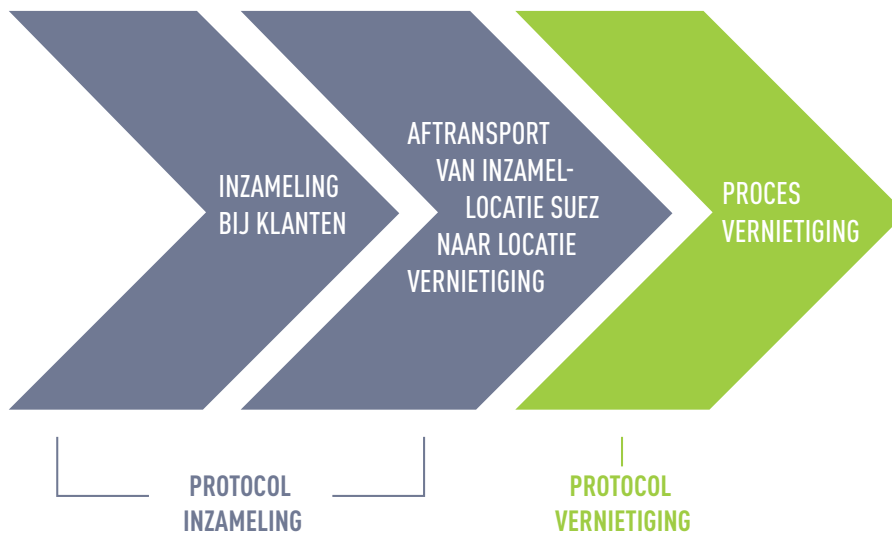 INZAMELING
BIJ KLANTEN
AFTRANSPORT
VAN INZAMEL-
LOCATIE SUEZ
NAAR LOCATIE
VERNIETIGING
PROCES
VERNIETIGING
PROTOCOL
INZAMELING
PROTOCOL
VERNIETIGING